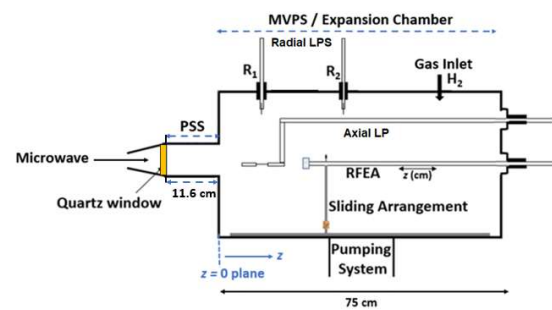 MVPS / Expansion Chamber
Radial LPS
R1
R2
Gas Inlet
H2
PSS
Axial LP
Microwave
RFEA
z (cm)
11.6 cm
Quartz window
Sliding Arrangement
Pumping
System
z
z = 0 plane
75 cm